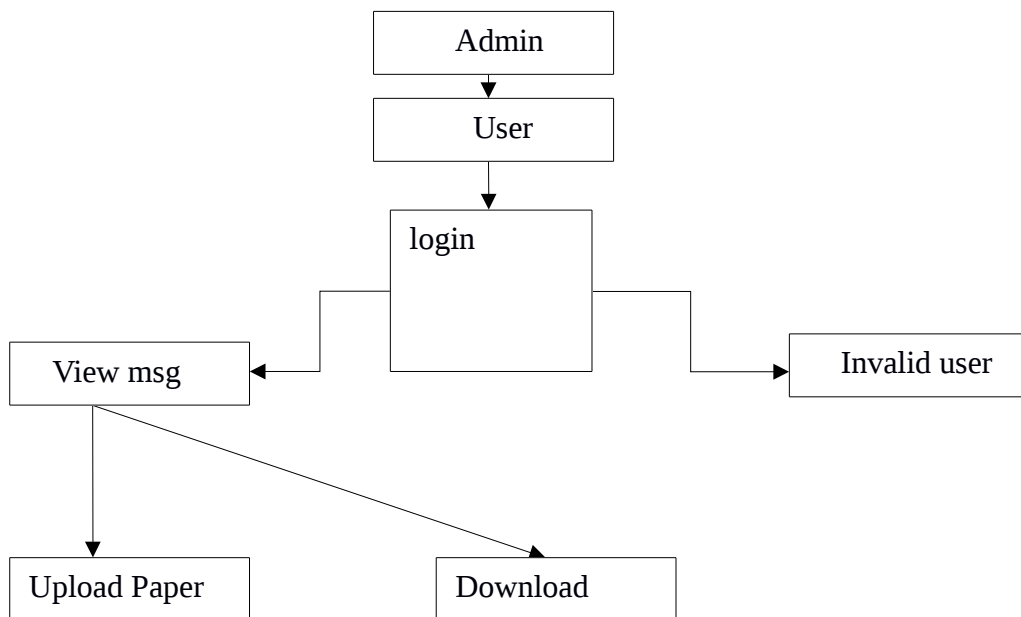 Admin
User
login
View msg
Invalid user
Upload Paper
Download